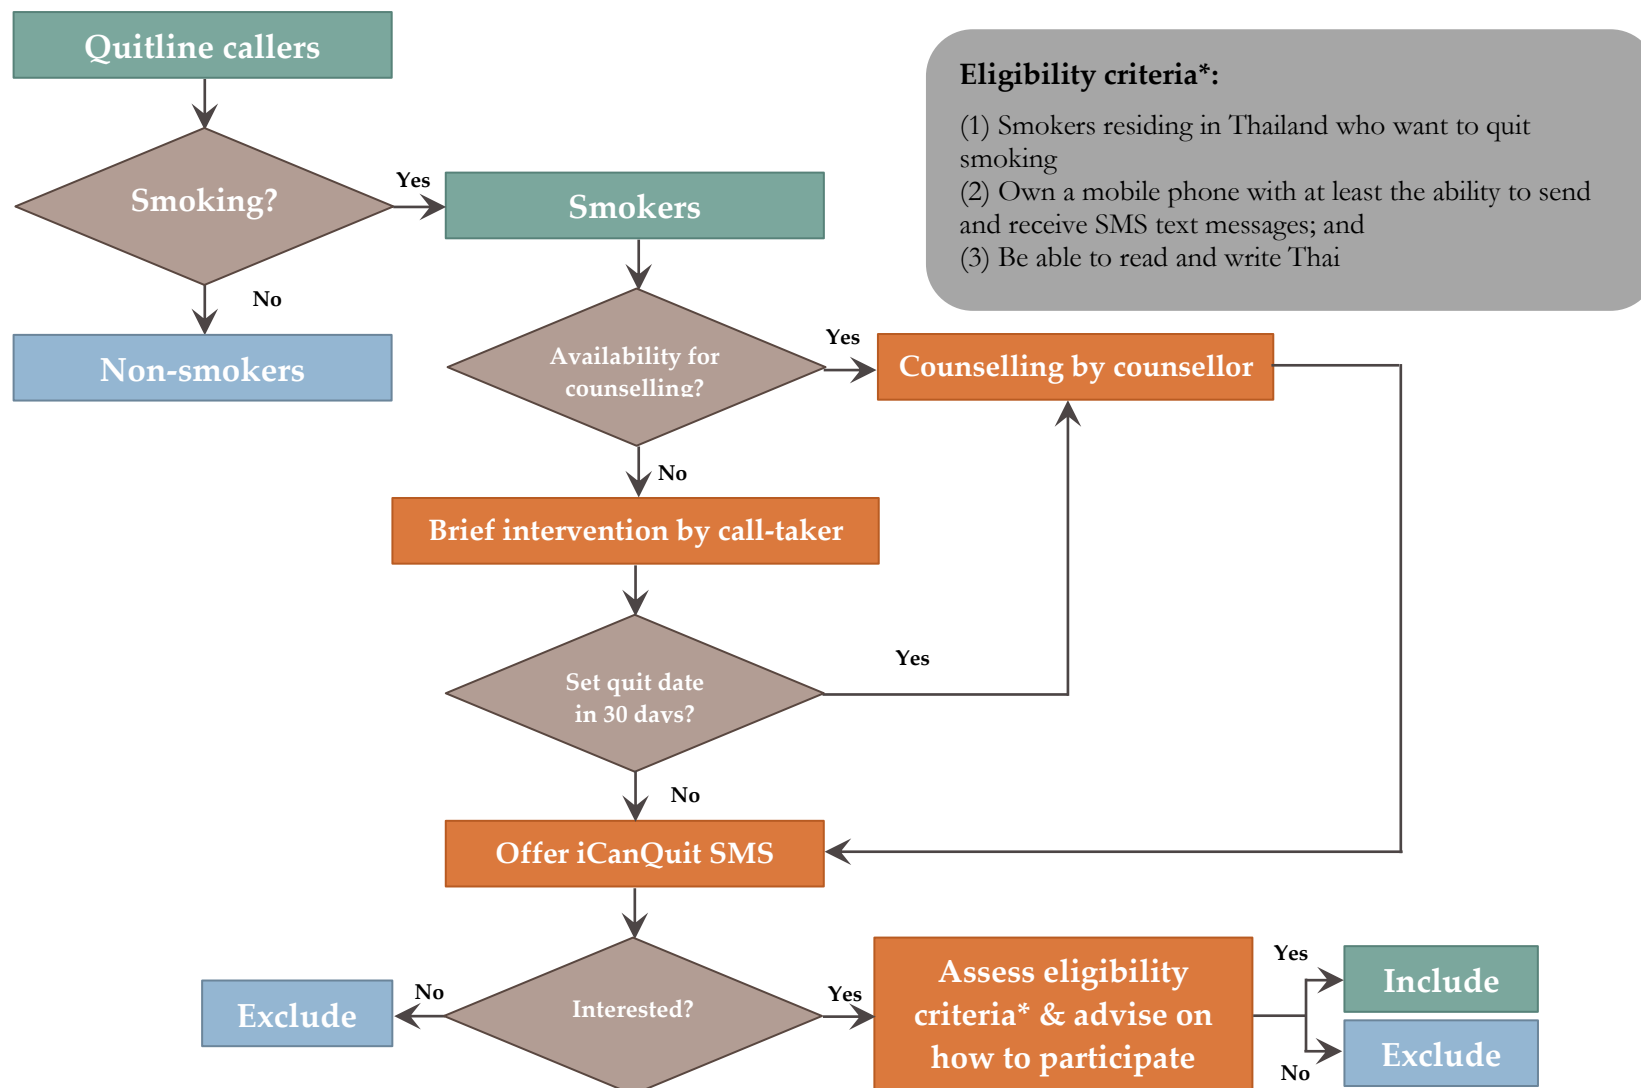 Quitline callers
Eligibility criteria*:
(1) Smokers residing in Thailand who want to quit
smoking
(2) Own a mobile phone with at least the ability to send
and receive SMS text messages; and
(3) Be able to read and write Thai
Smoking?
Yes
Smokers
No
Non-smokers
Availability for
counselling?
Yes
Counselling by counsellor
No
Brief intervention by call-taker
Set quit date
in 30 days?
Yes
No
Offer iCanQuit SMS
Interested?
No
Exclude
Yes
Assess eligibility
criteria* & advise on
how to participate
Yes
Include
No
Exclude